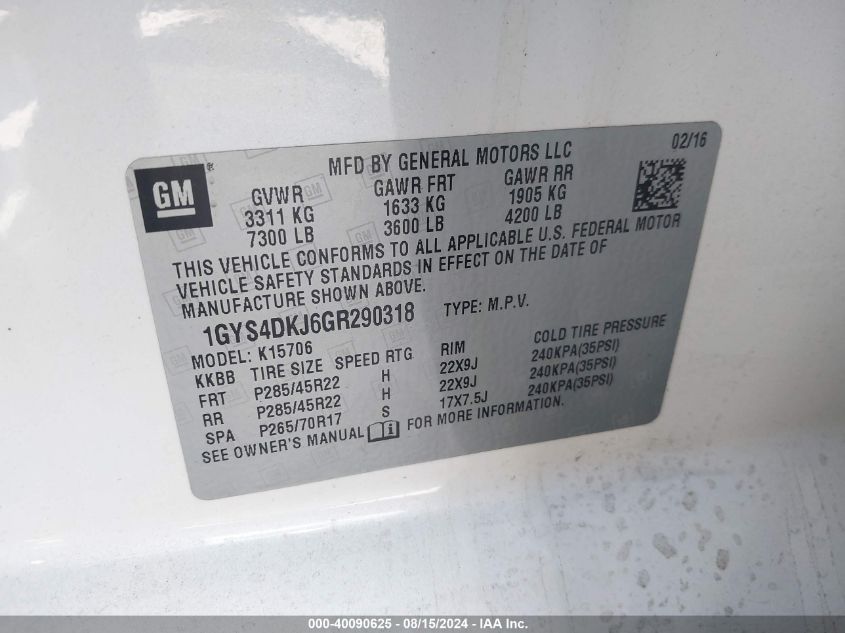 02/16
GM ®
MFD BY GENERAL MOTORS LLC
GVWR GAWR FRT GAWR RR
3311 KG 1633 KG 1905 KG
7300 LB 3600 LB 4200 LB
THIS VEHICLE CONFORMS TO ALL APPLICABLE U.S. FEDERAL MOTOR
VEHICLE SAFETY STANDARDS IN EFFECT ON THE DATE OF
MANUFACTURE SHOWN ABOVE.
1GYS4DKJ6GR290318 TYPE: M.P.V.
MODEL: K15706
KKBB TIRE SIZE SPEED RTG RIM COLD TIRE PRESSURE
FRT P285/45R22 H 22X9J 240KPA(35PSI)
RR P285/45R22 H 22X9J 240KPA(35PSI)
SPA P265/70R17 S 17X7.5J 240KPA(35PSI)
SEE OWNER'S MANUAL FOR MORE INFORMATION.
000-40090625 - 08/15/2024 - IAA Inc.